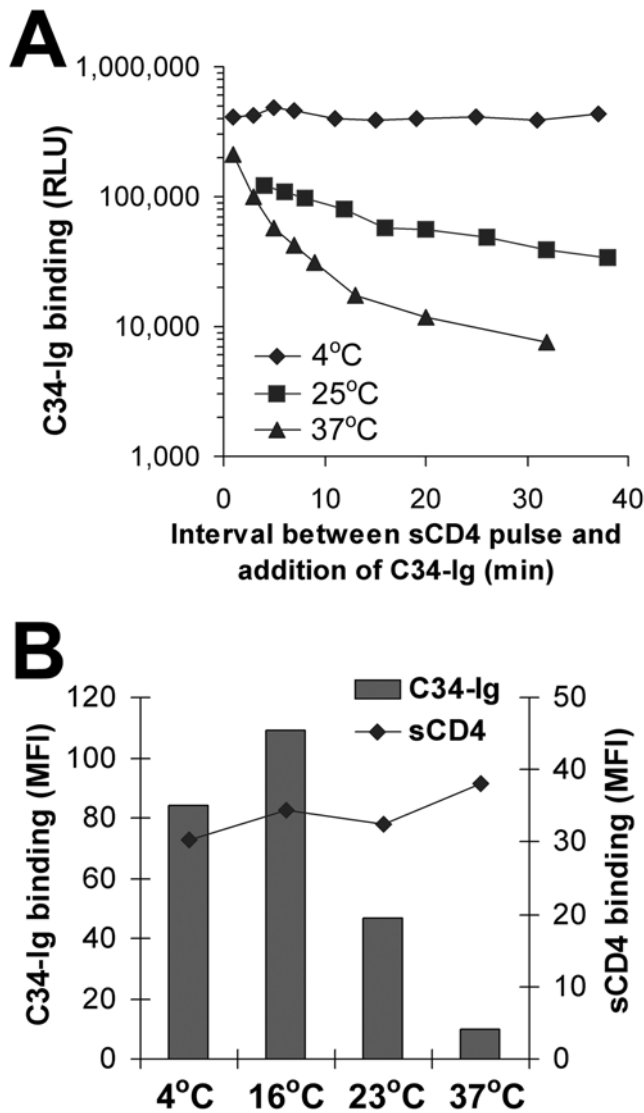 A
C34-Ig binding (RLU)
1,000,000
100,000
10,000
1,000
4°C
25°C
37°C
0 10 20 30 40
Interval between sCD4 pulse and
addition of C34-Ig (min)
B
C34-Ig
sCD4
C34-Ig binding (MFI)
120
100
80
60
40
20
0
sCD4 binding (MFI)
50
40
30
20
10
0
4°C 16°C 23°C 37°C